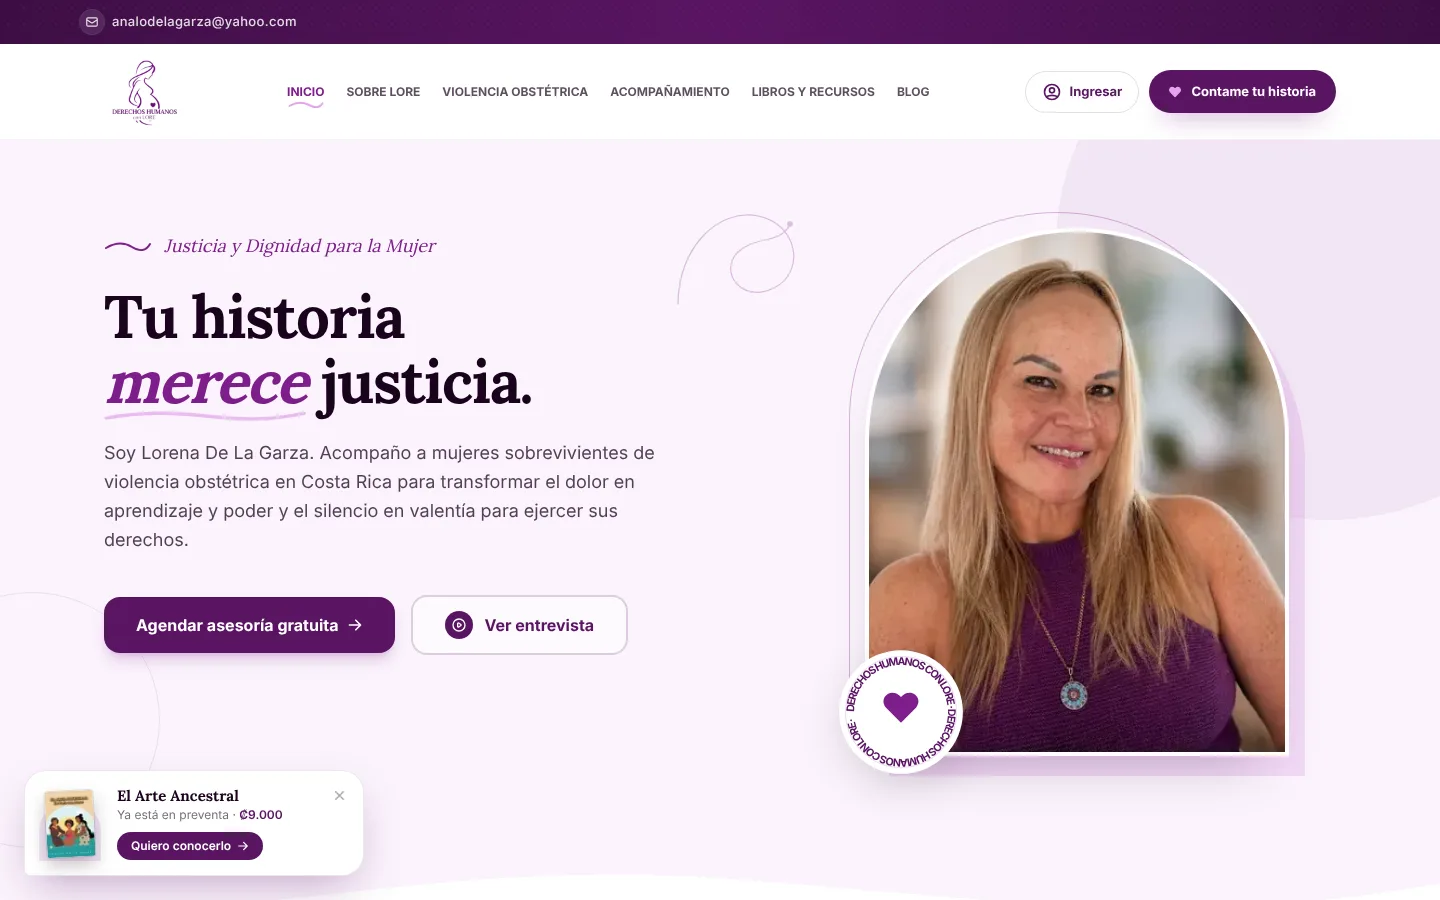 analodelagarza@yahoo.com
DERECHOS HUMANOS
CON LORE
INICIO
SOBRE LORE
VIOLENCIA OBSTÉTRICA
ACOMPAÑAMIENTO
LIBROS Y RECURSOS
BLOG
Ingresar
Contame tu historia
Justicia y Dignidad para la Mujer
Tu historia
merece justicia.
Soy Lorena De La Garza. Acompaño a mujeres sobrevivientes de
violencia obstétrica en Costa Rica para transformar el dolor en
aprendizaje y poder y el silencio en valentía para ejercer sus
derechos.
Agendar asesoría gratuita →
Ver entrevista
DERECHOS HUMANOS CON LORE · DERECHOS HUMANOS CON LORE ·
El Arte Ancestral
Ya está en preventa · ₡9.000
Quiero conocerlo →